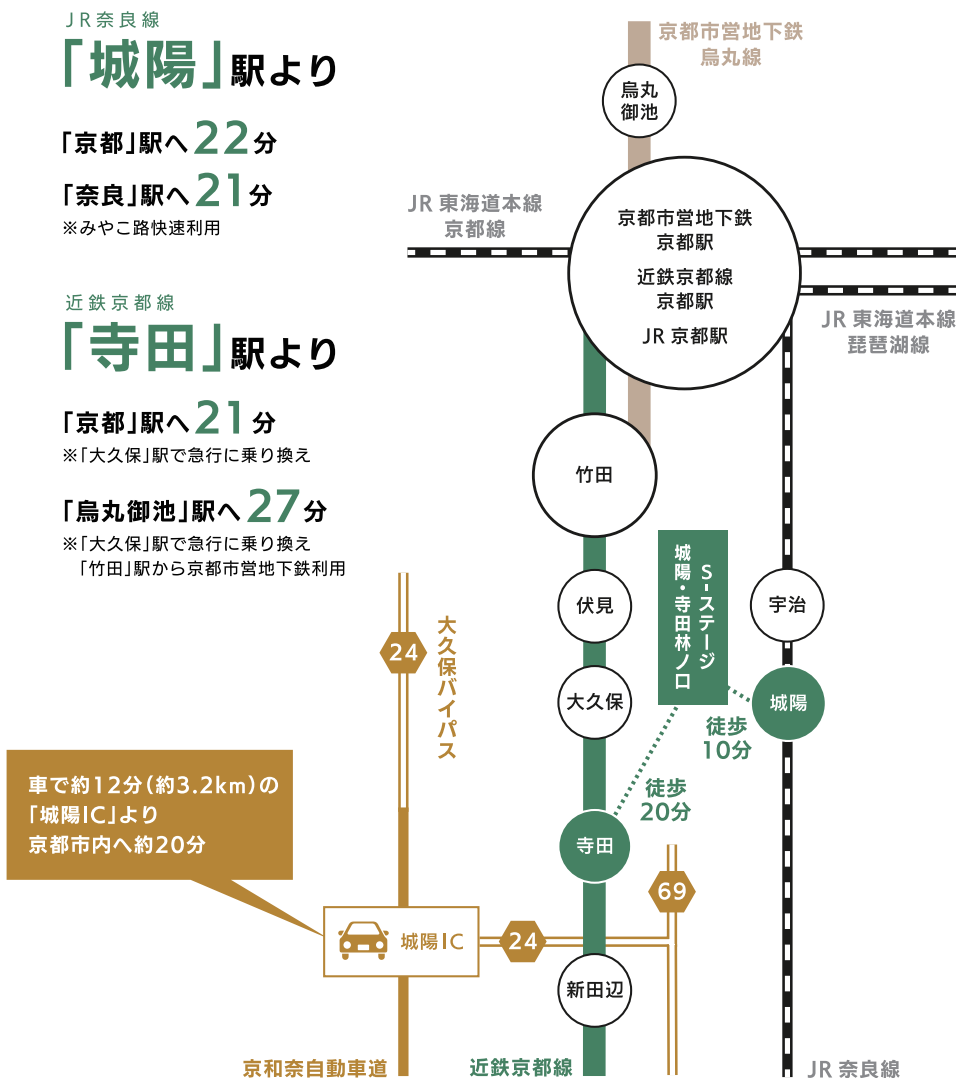 JR奈良線
「城陽」駅より
「京都」駅へ22分
「奈良」駅へ21分
※みやこ路快速利用
近鉄京都線
「寺田」駅より
「京都」駅へ21分
※「大久保」駅で急行に乗り換え
「烏丸御池」駅へ27分
※「大久保」駅で急行に乗り換え
「竹田」駅から京都市営地下鉄利用
京都市営地下鉄
烏丸線
烏丸
御池
JR 東海道本線
京都線
京都市営地下鉄
京都駅
近鉄京都線
京都駅
JR 京都駅
JR 東海道本線
琵琶湖線
竹田
S-ステージ
城陽・寺田林ノ口
伏見
宇治
24
大久保バイパス
大久保
城陽
徒歩
10分
徒歩
20分
車で約12分(約3.2km)の
「城陽IC」より
京都市内へ約20分
寺田
69
城陽IC
24
新田辺
京和奈自動車道
近鉄京都線
JR 奈良線